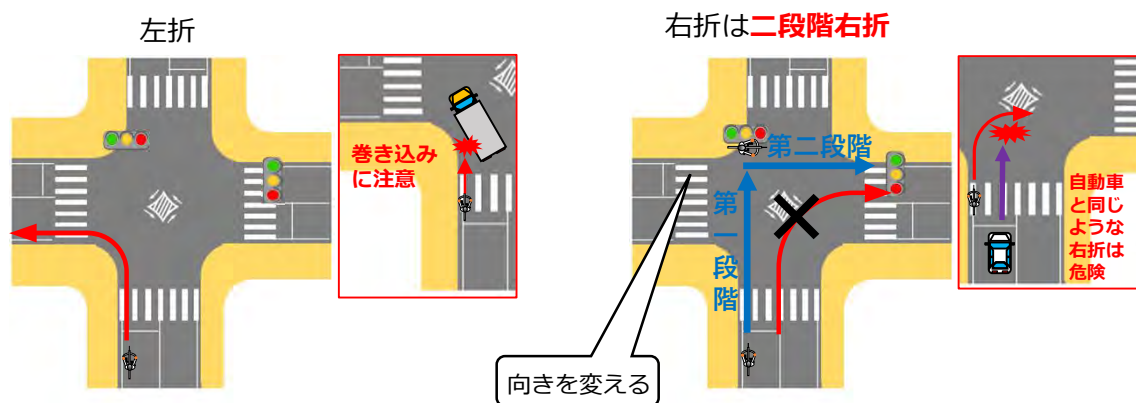 左折
巻き込み
に注意
右折は二段階右折
第二段階
第一段階
向きを変える
自動車
と同じ
ような
右折は
危険